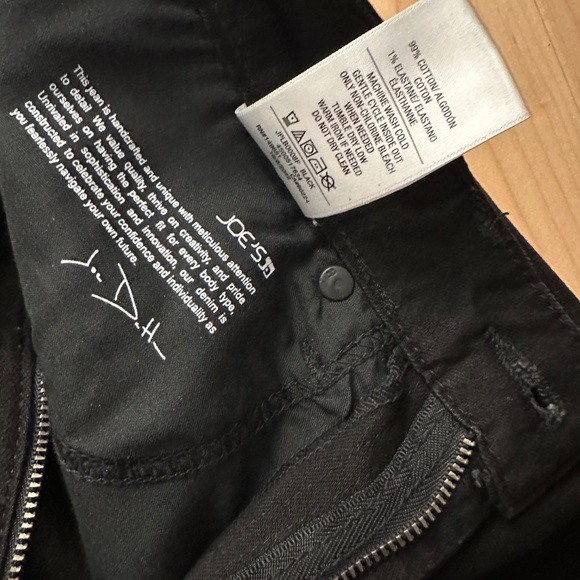 JOE'S
This jean is handcrafted and unique with meticulous attention
to detail. We value quality, thrive on creativity, and pride
ourselves on having the perfect fit for every body type.
Unrivaled in sophistication and innovation, our denim is
constructed to celebrate your confidence and individuality as
you fearlessly navigate your own future.
99% COTTON/ ALGODÓN
COTON
1% ELASTANE/ ELASTANO
ÉLASTHANNE
MACHINE WASH COLD
GENTLE CYCLE INSIDE OUT
ONLY NON-CHLORINE BLEACH
WHEN NEEDED
TUMBLE DRY LOW
WARM IRON IF NEEDED
DO NOT DRY CLEAN
BLACK